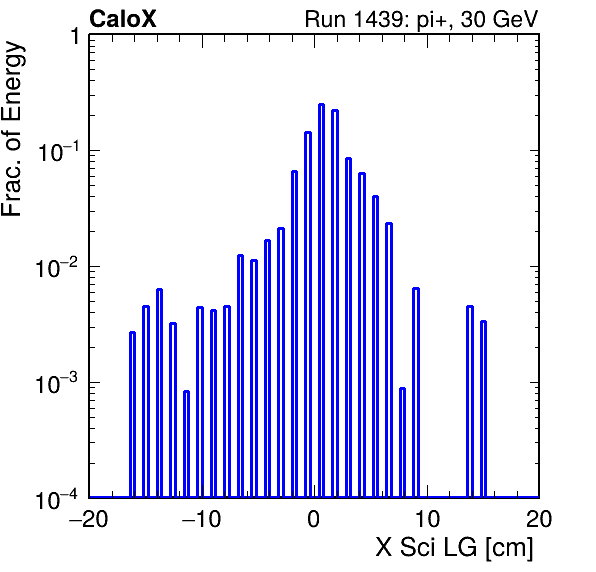 CaloX Run 1439: pi+, 30 GeV
Frac. of Energy
1
10⁻¹
10⁻²
10⁻³
10⁻⁴
−20 −10 0 10 20
X Sci LG [cm]